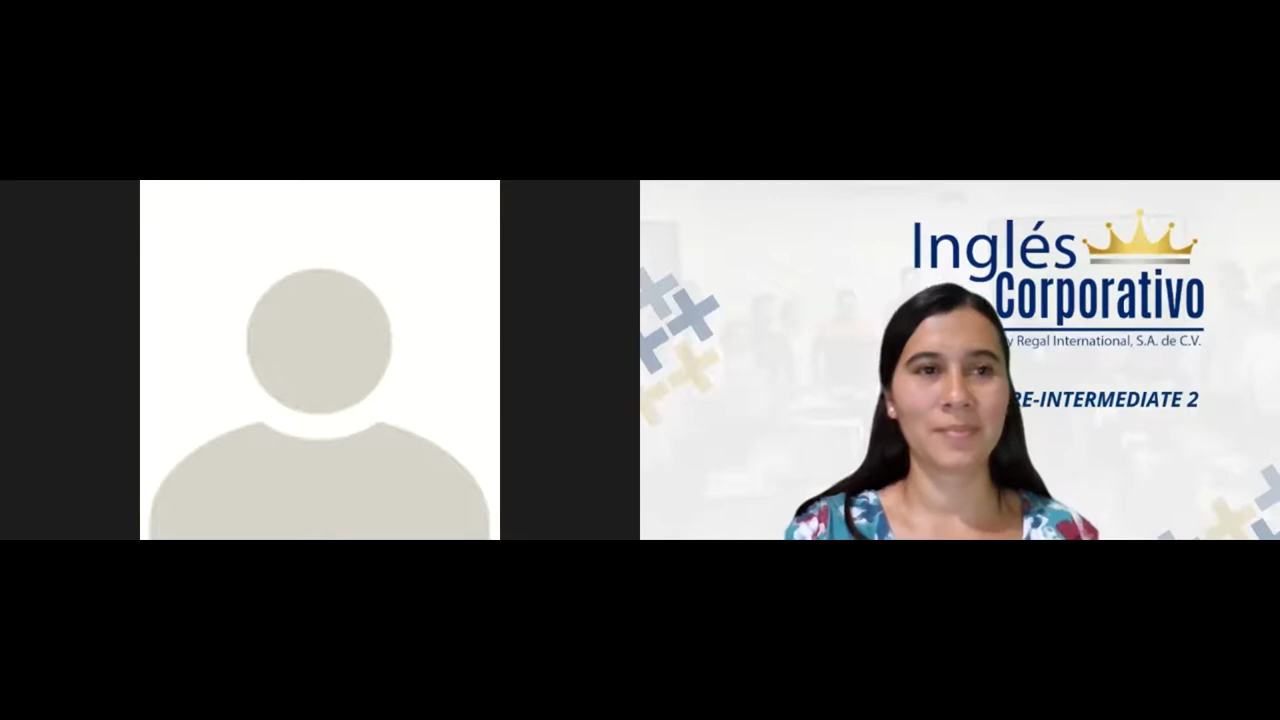 Inglés
Corporativo
Regal International, S.A. de C.V.
RE-INTERMEDIATE 2